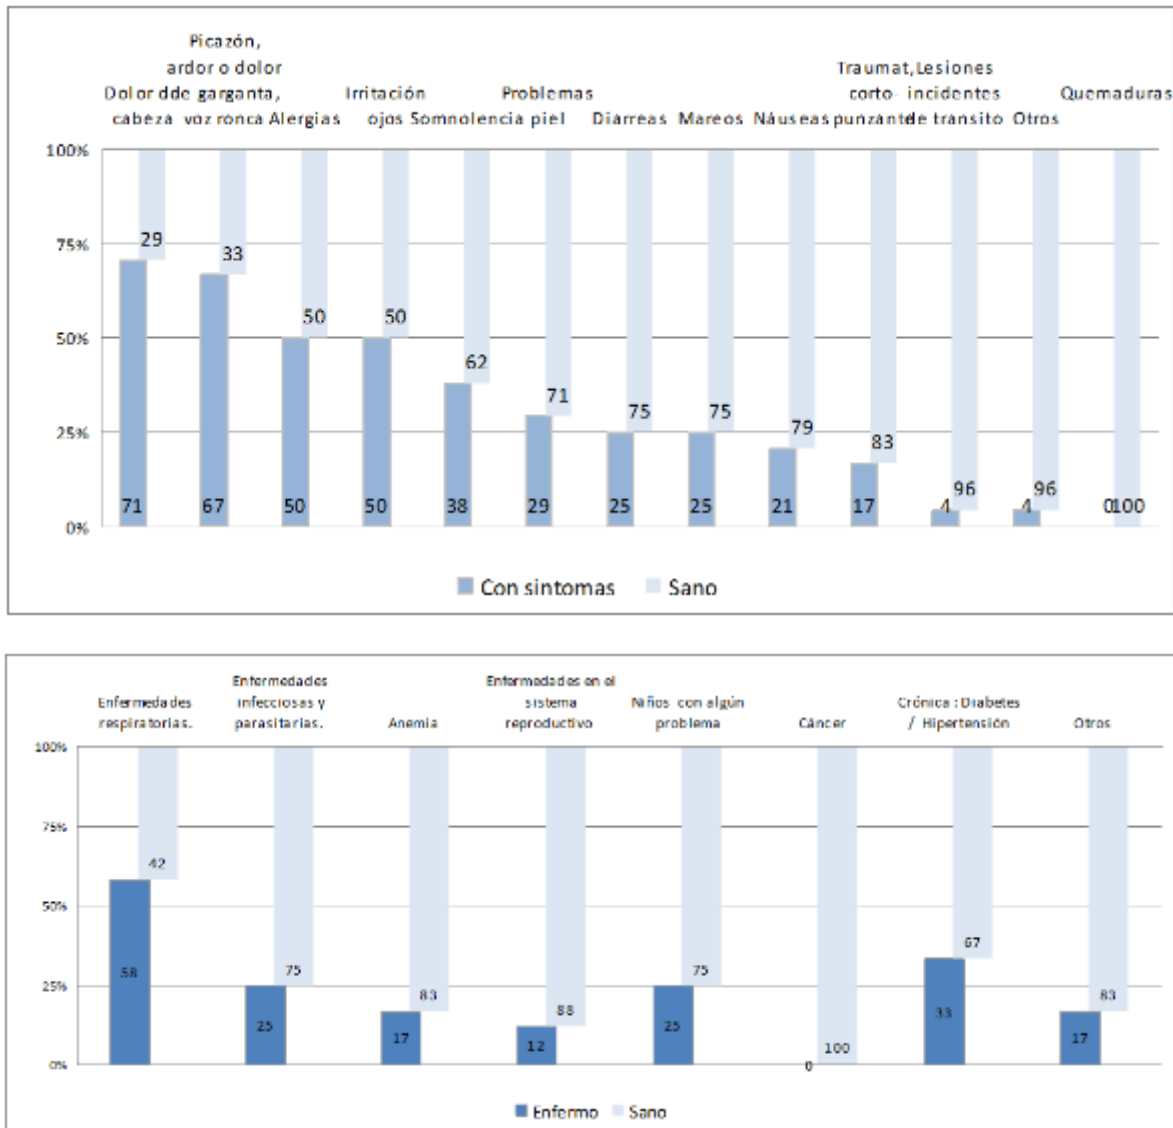 Picazón,
ardor o dolor
Traumat, Lesiones
Dolor dde garganta,
Irritación
Problemas
corto- incidentes
Quemaduras
cabeza voz ronca Alergias
ojos Somnolencia piel
Diarreas Mareos Náuseas punzante de tránsito Otros
100%
29
33
75%
50 50
50%
62
71
75 75
79
83
25%
96 96
71 67 50 50 38 29 25 25 21 17 4 4 0 100
0%
Con sintomas Sano
Enfermedades
Enfermedades en el
Enfermedades
infecciosas y
sistema
Niños con algún
Crónica : Diabetes
respiratorias.
parasitarias.
Anemia
reproductivo
problema
Cáncer
/ Hipertensión
Otros
100%
75%
42
50%
67
75 75
25%
83 88 83
58
33
25 17 12 25 17
100
0%
0
Enfermo Sano